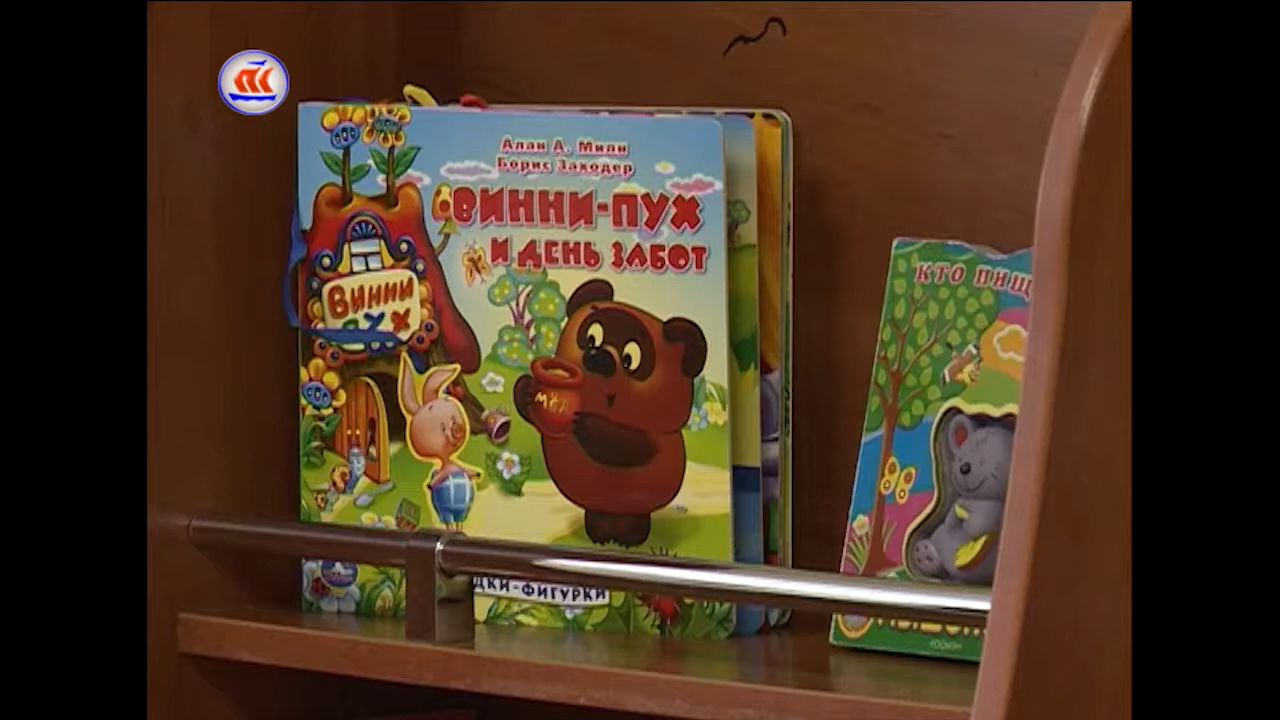 Алан А. Милн
Борис Заходер
ВИННИ-ПУХ
И ДЕНЬ ЗАБОТ
ВИННИ
ПУХ
МЁД
ДКИ-ФИГУРКИ
КТО ПИЩ